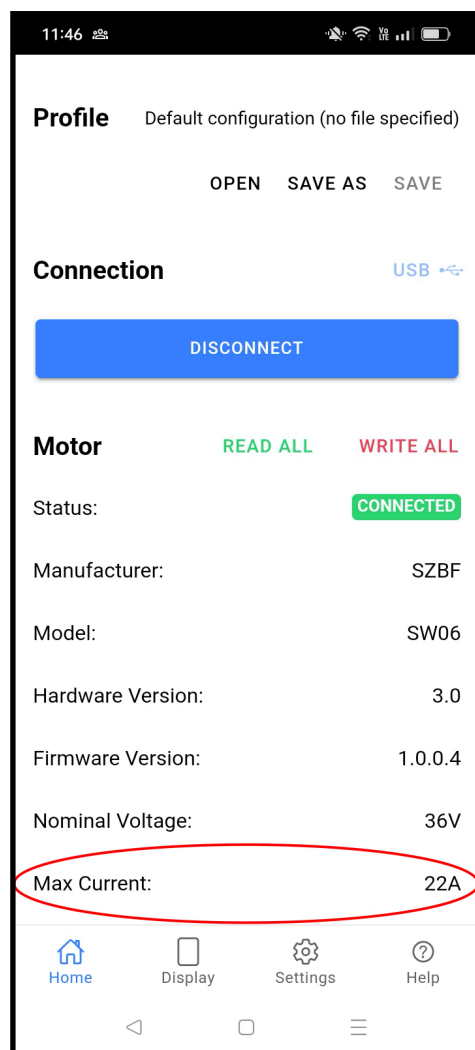 11:46 Vo LTE
Profile Default configuration (no file specified)
OPEN SAVE AS SAVE
Connection USB
DISCONNECT
Motor READ ALL WRITE ALL
Status: CONNECTED
Manufacturer: SZBF
Model: SW06
Hardware Version: 3.0
Firmware Version: 1.0.0.4
Nominal Voltage: 36V
Max Current: 22A
Home Display Settings Help